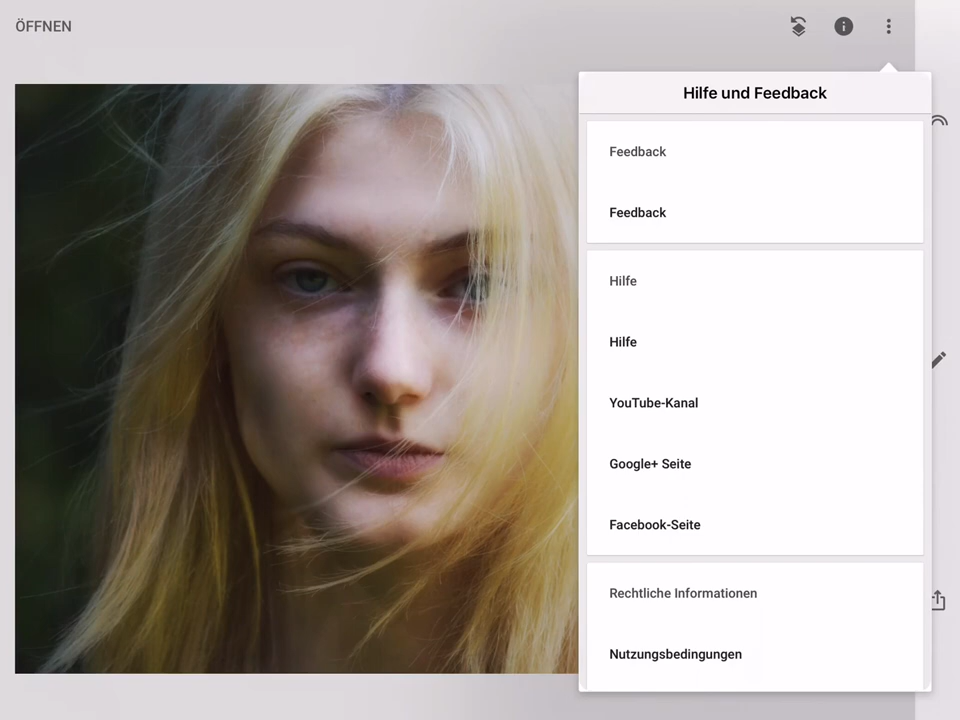 ÖFFNEN
Hilfe und Feedback
Feedback
Feedback
Hilfe
Hilfe
YouTube-Kanal
Google+ Seite
Facebook-Seite
Rechtliche Informationen
Nutzungsbedingungen